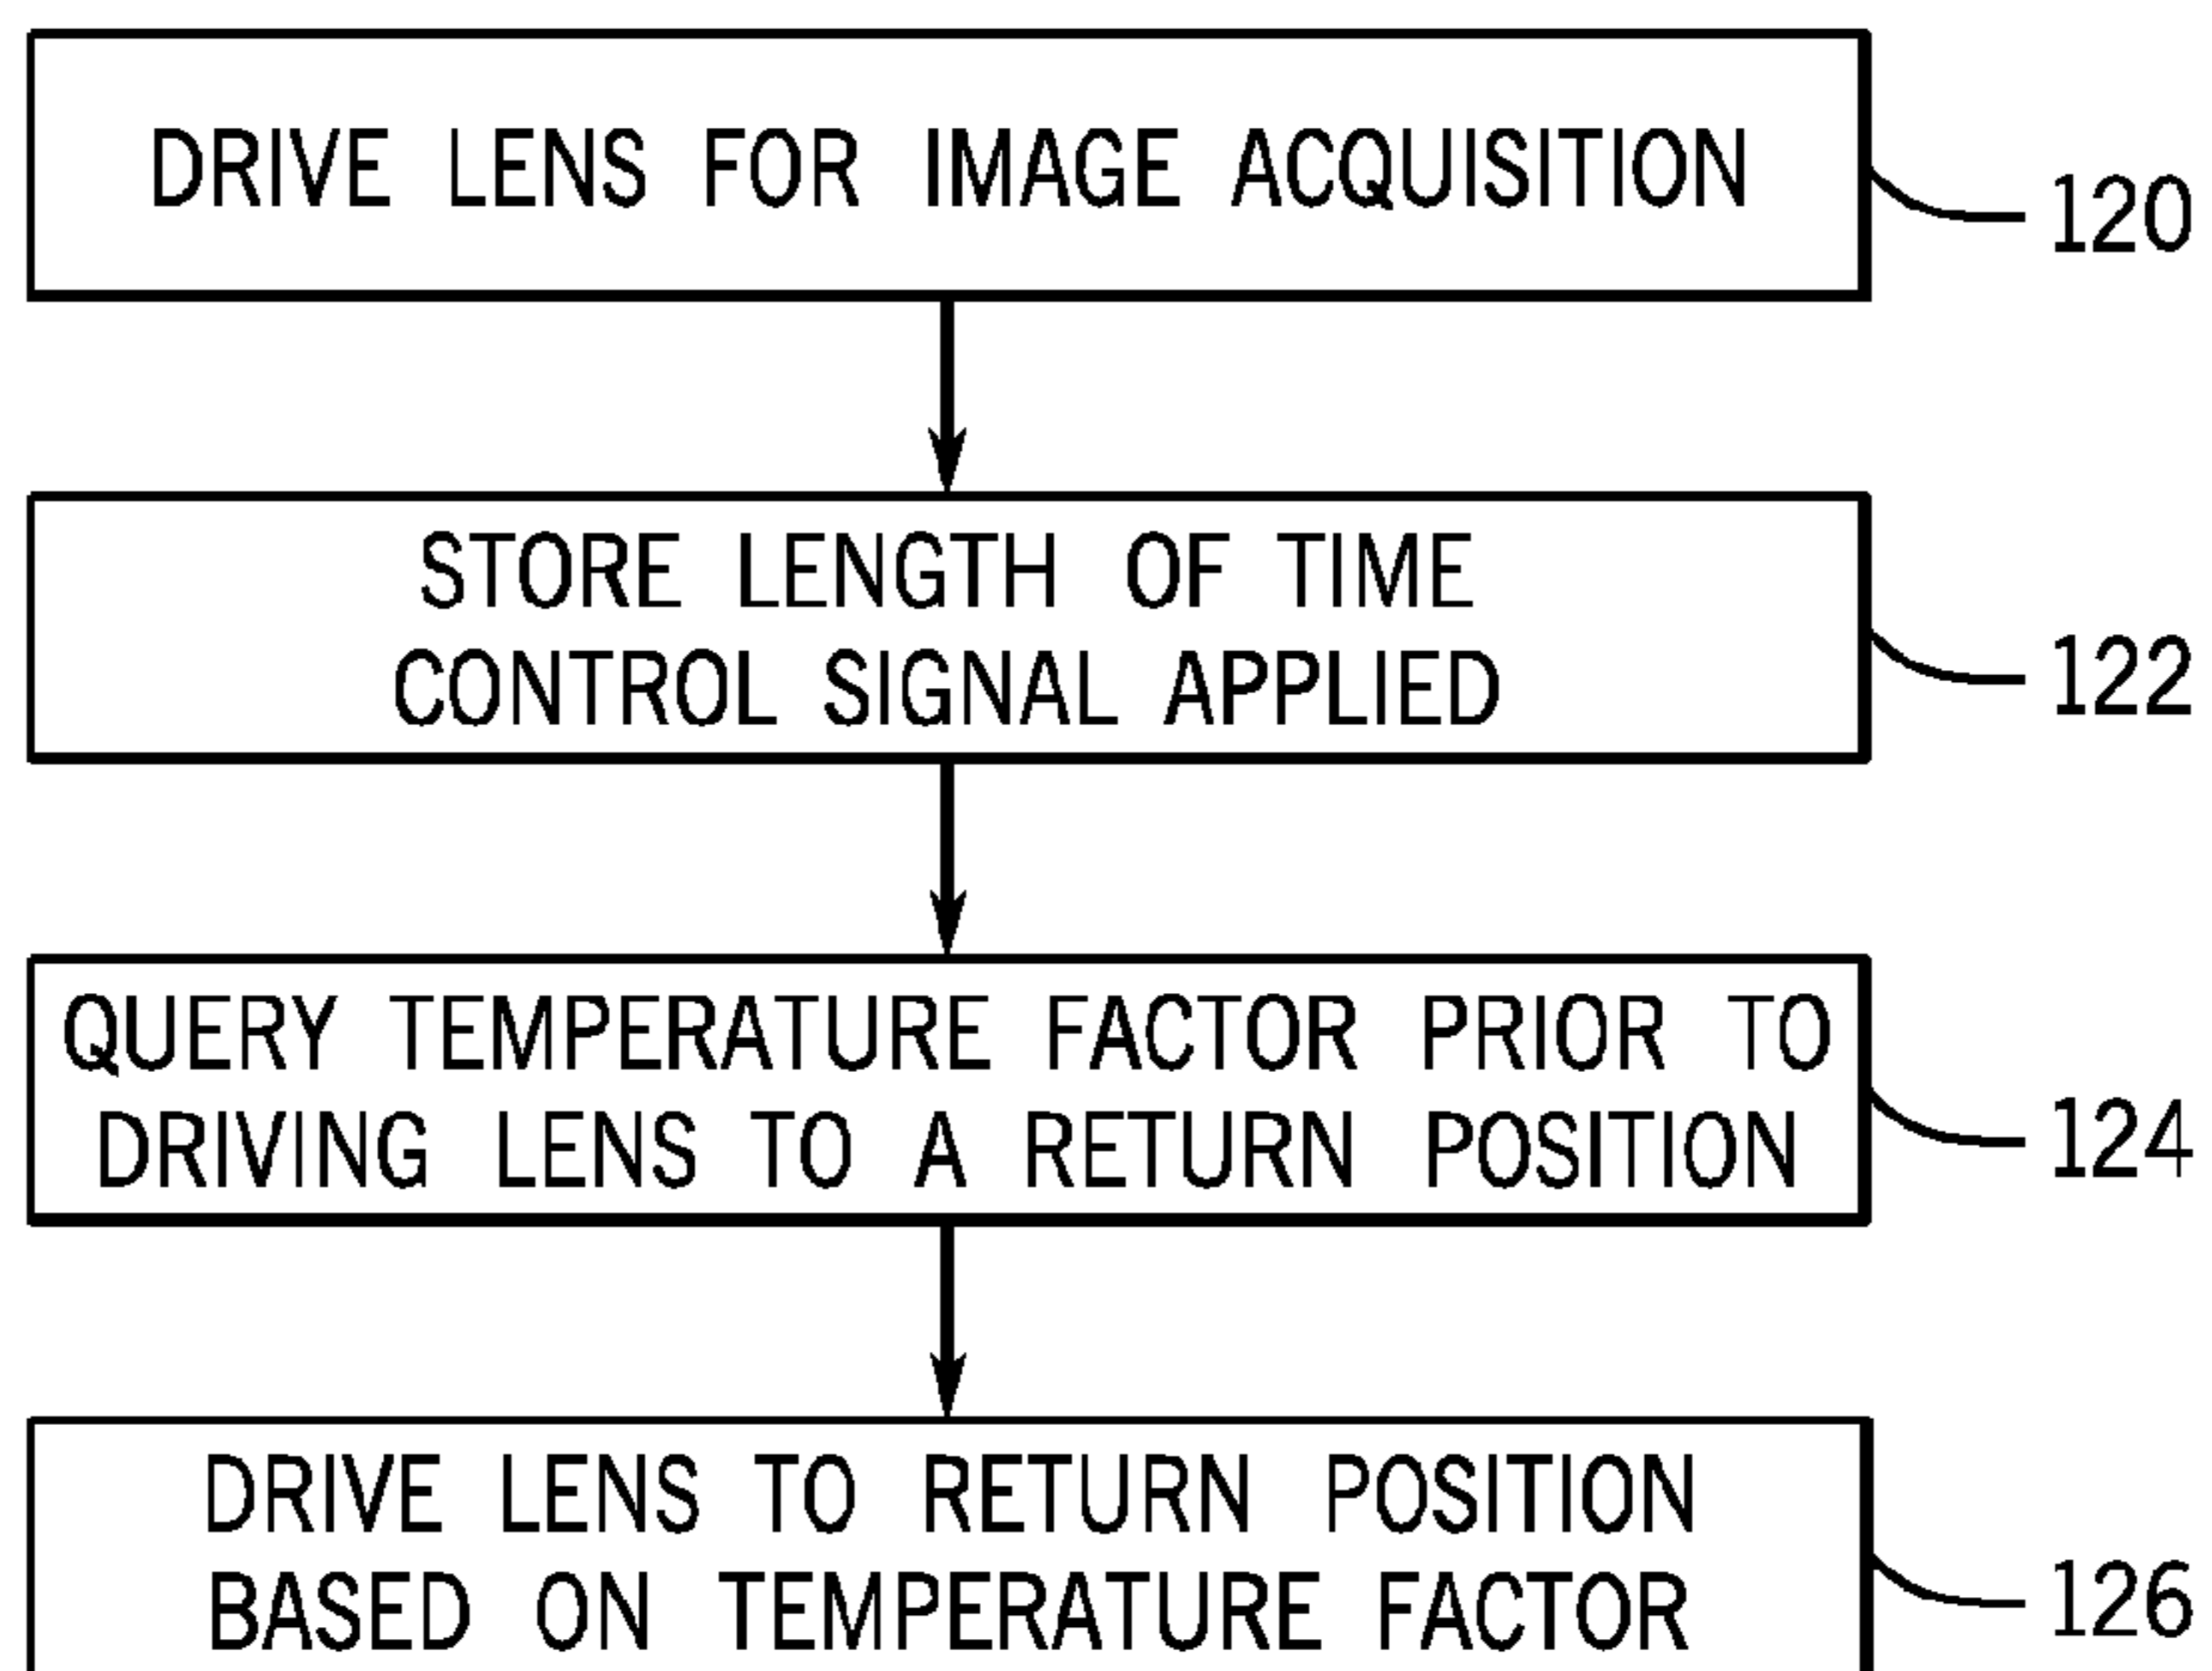 DRIVE LENS FOR IMAGE ACQUISITION
120
STORE LENGTH OF TIME
CONTROL SIGNAL APPLIED
122
QUERY TEMPERATURE FACTOR PRIOR TO
DRIVING LENS TO A RETURN POSITION
124
DRIVE LENS TO RETURN POSITION
BASED ON TEMPERATURE FACTOR
126